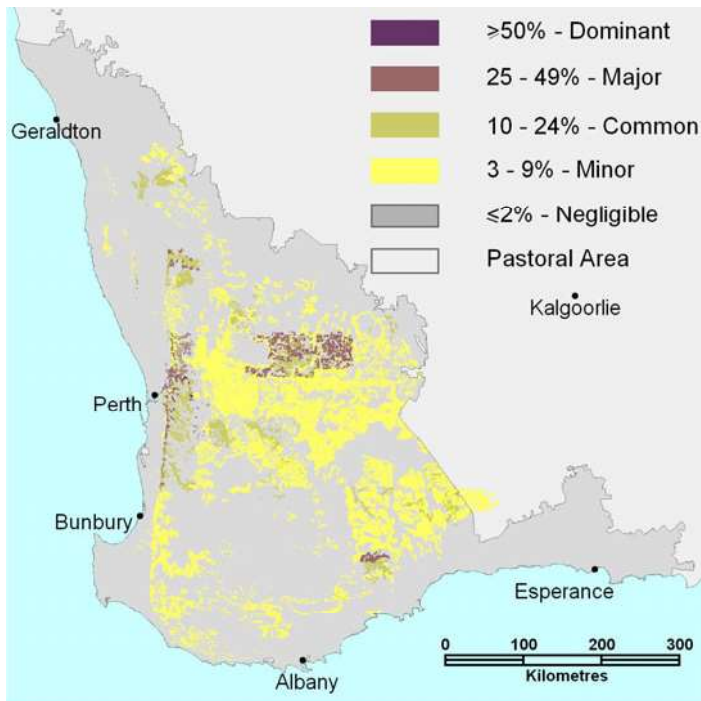 ⩾50% - Dominant
25 - 49% - Major
10 - 24% - Common
3 - 9% - Minor
⩽2% - Negligible
Pastoral Area
Geraldton
Kalgoorlie
Perth
Bunbury
Esperance
Albany
0 100 200 300
Kilometres